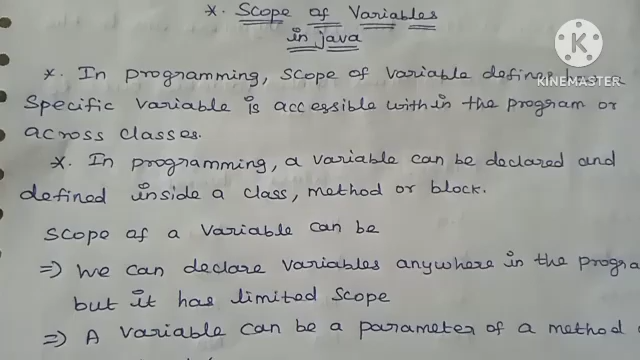 *. Scope of Variables
in java
KINEMASTER
*. In programming, scope of variable defines
Specific variable is accessible within the program or
across classes.
*. In programming, a variable can be declared and
defined inside a class, method or block.
Scope of a variable can be
=> We can declare variables anywhere in the progra
but it has limited scope
=> A variable can be a parameter of a method